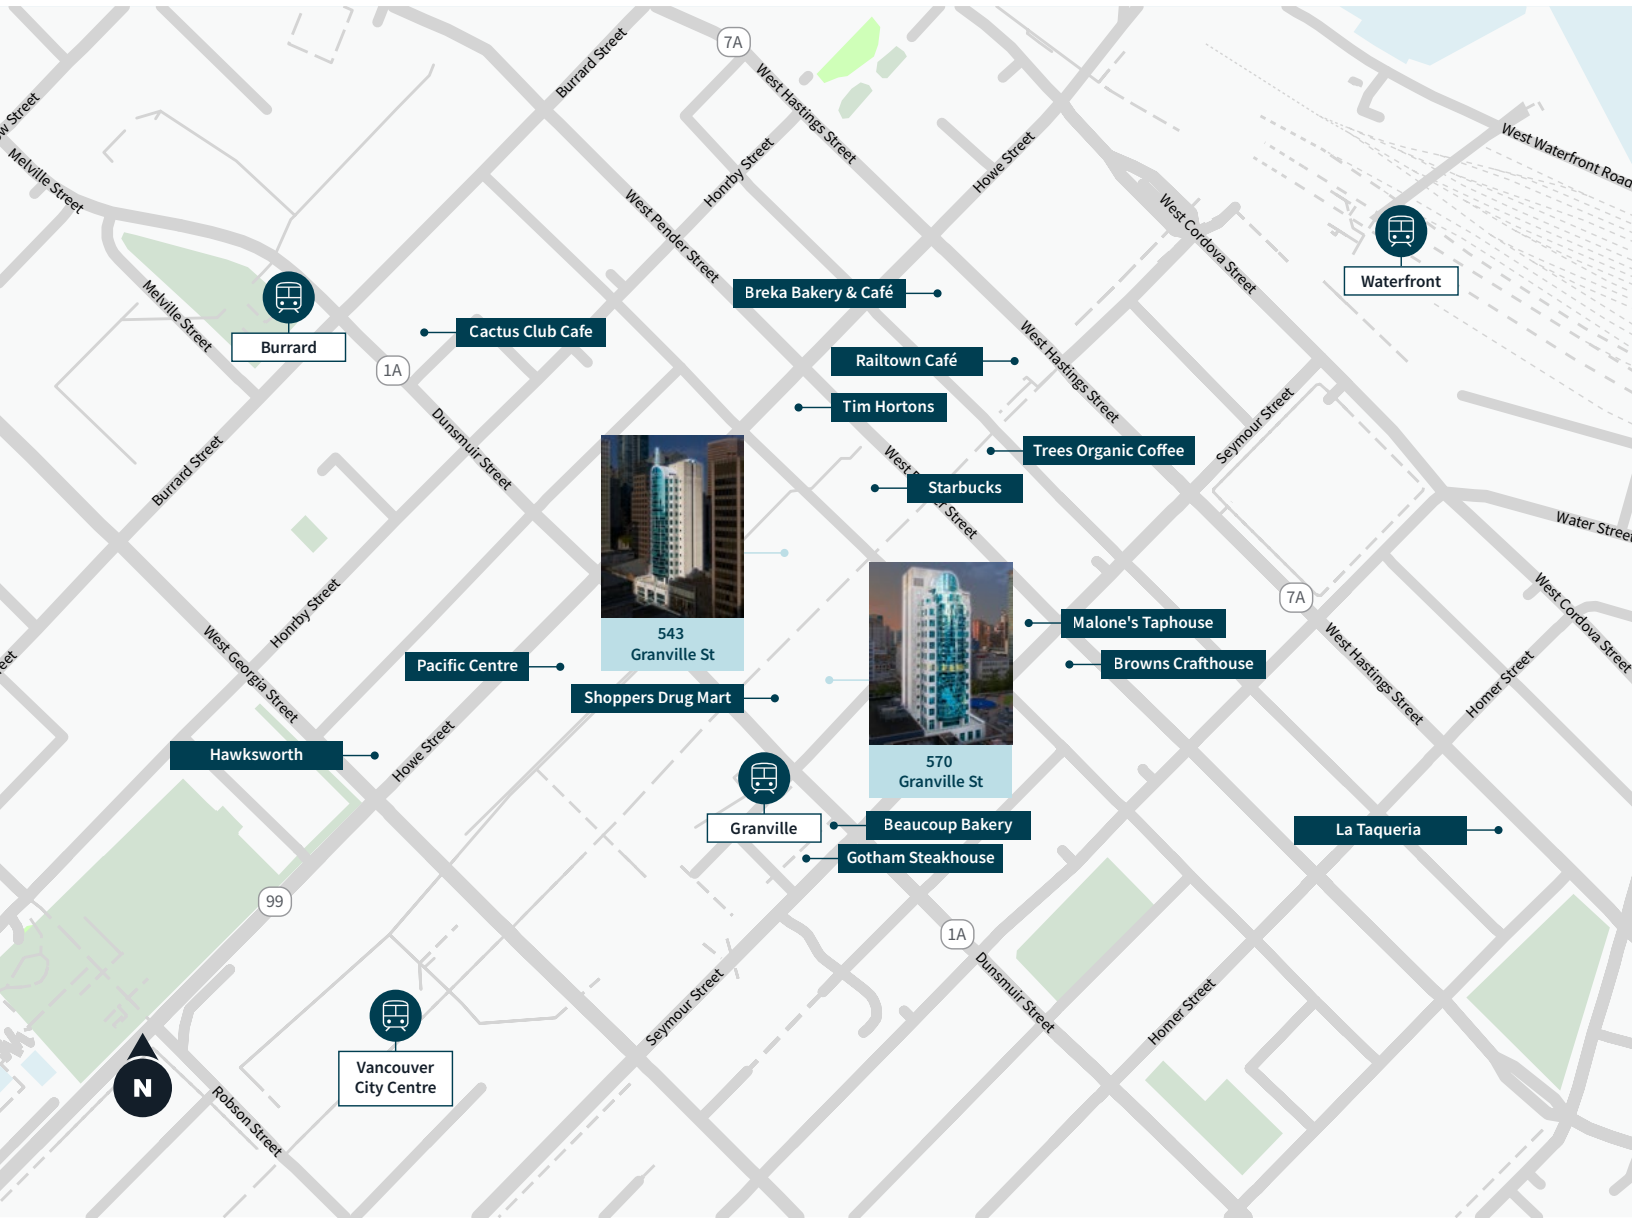 7A
Burrard Street
West Hastings Street
w Street
Melville Street
Honrby Street
Howe Street
West Waterfront Road
West Pender Street
West Cordova Street
Waterfront
Melville Street
Burrard
Breka Bakery & Café
Cactus Club Cafe
Railtown Café
1A
West Hastings Street
Tim Hortons
Dunsmuir Street
Seymour Street
Trees Organic Coffee
Burrard Street
West
Street
Starbucks
Water Street
Honrby Street
7A
West Cordova Street
543
Granville St
Malone's Taphouse
Browns Crafthouse
West Hastings Street
Homer Street
West Georgia Street
Pacific Centre
Shoppers Drug Mart
Hawksworth
Howe Street
570
Granville St
Granville
Beaucoup Bakery
Gotham Steakhouse
La Taqueria
99
1A
Dunsmuir Street
Seymour Street
Homer Street
Vancouver
City Centre
N
Robson Street